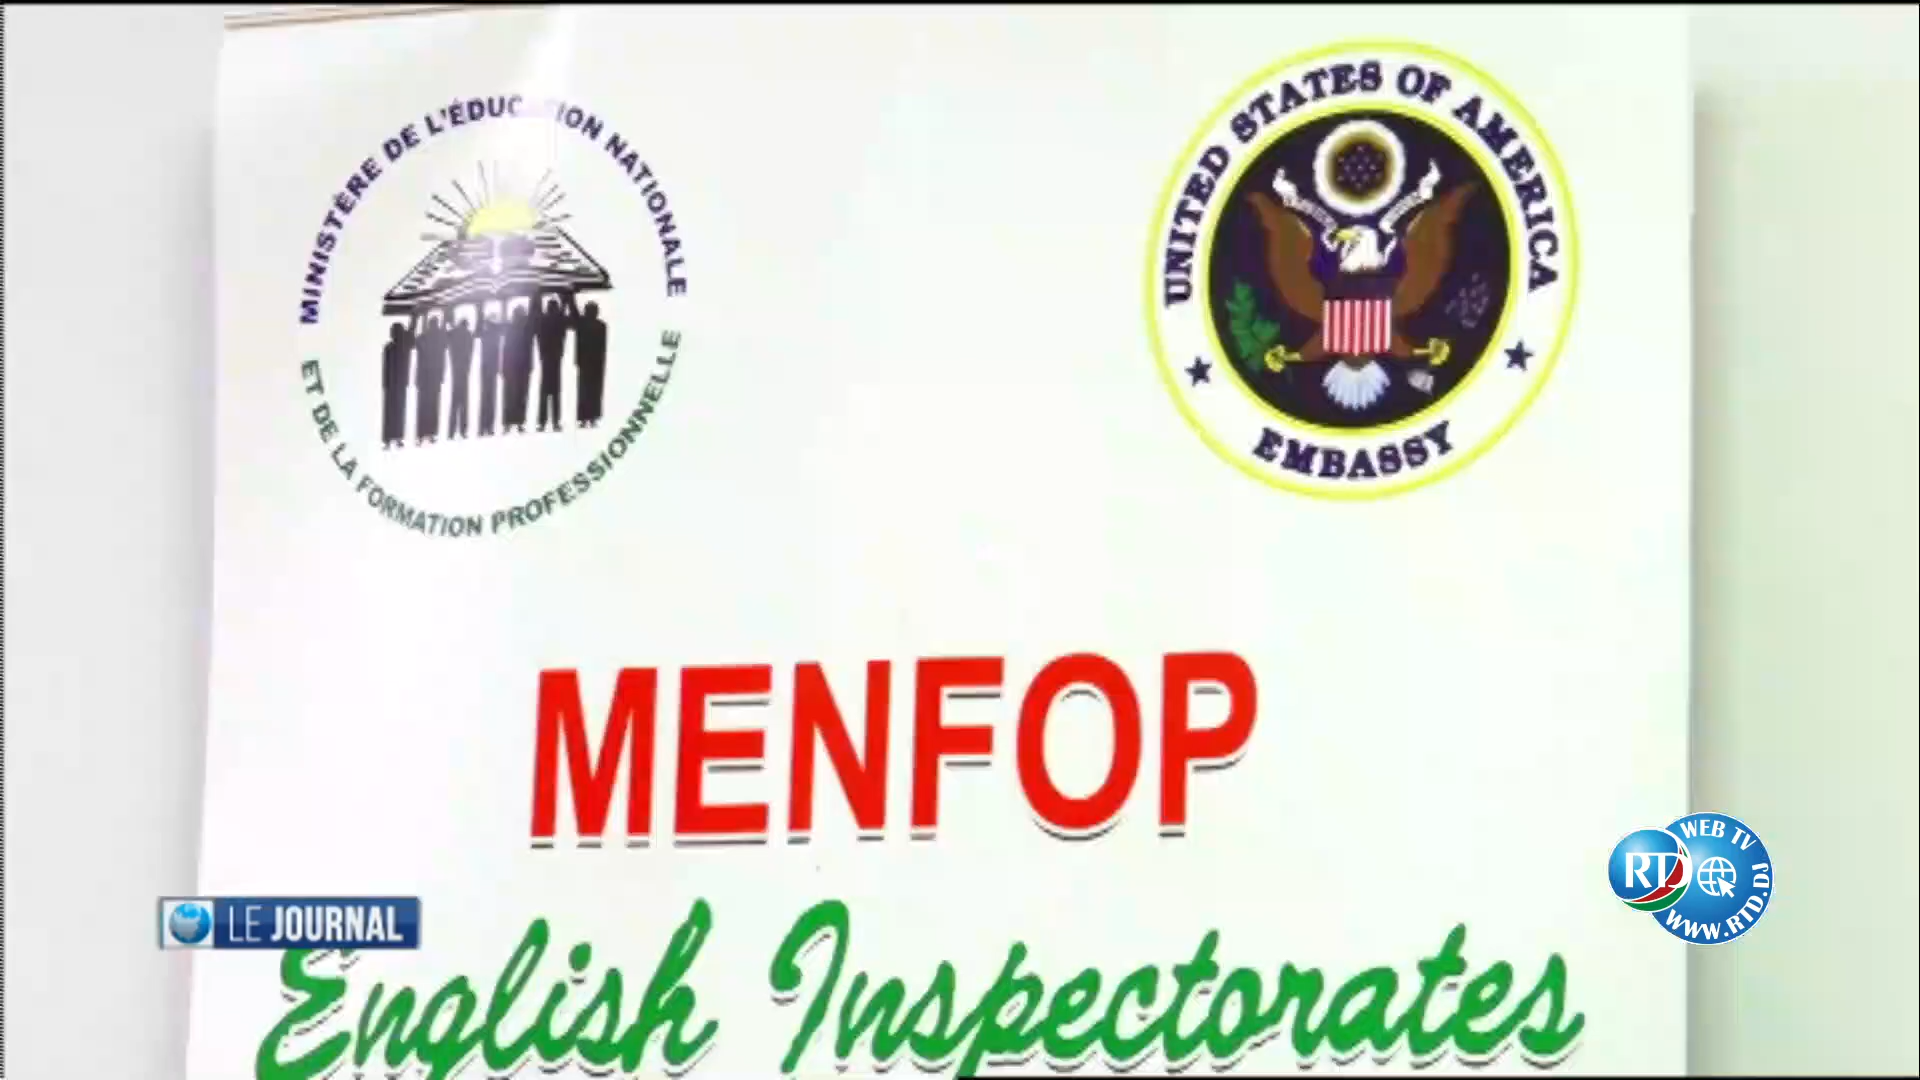 MINISTÈRE DE L'ÉDUCATION NATIONALE
ET DE LA FORMATION PROFESSIONNELLE
UNITED STATES OF AMERICA
EMBASSY
MENFOP
English Inspectorates
LE JOURNAL
RTD
WEB TV
WWW.RTD.DJ